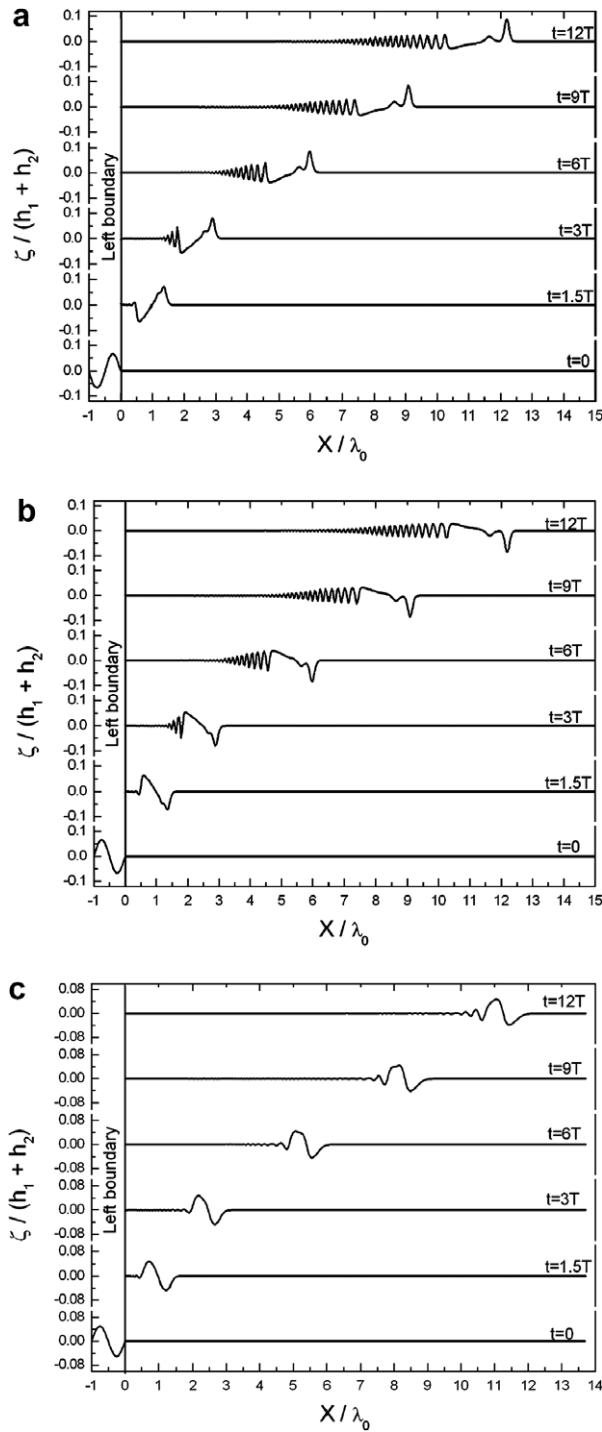 a
0.1
0.0
-0.1
t=12T
0.1
0.0
-0.1
t=9T
0.1
0.0
-0.1
t=6T
0.1
0.0
-0.1
t=3T
0.1
0.0
-0.1
t=1.5T
0.1
0.0
-0.1
t=0
ζ / (h₁ + h₂)
Left boundary
-1 0 1 2 3 4 5 6 7 8 9 10 11 12 13 14 15
X / λ₀
b
0.1
0.0
-0.1
t=12T
0.1
0.0
-0.1
t=9T
0.1
0.0
-0.1
t=6T
0.1
0.0
-0.1
t=3T
0.1
0.0
-0.1
t=1.5T
0.1
0.0
-0.1
t=0
ζ / (h₁ + h₂)
Left boundary
-1 0 1 2 3 4 5 6 7 8 9 10 11 12 13 14 15
X / λ₀
c
0.08
0.00
-0.08
t=12T
0.08
0.00
-0.08
t=9T
0.08
0.00
-0.08
t=6T
0.08
0.00
-0.08
t=3T
0.08
0.00
-0.08
t=1.5T
0.08
0.00
-0.08
t=0
ζ / (h₁ + h₂)
Left boundary
-1 0 1 2 3 4 5 6 7 8 9 10 11 12 13 14
X / λ₀